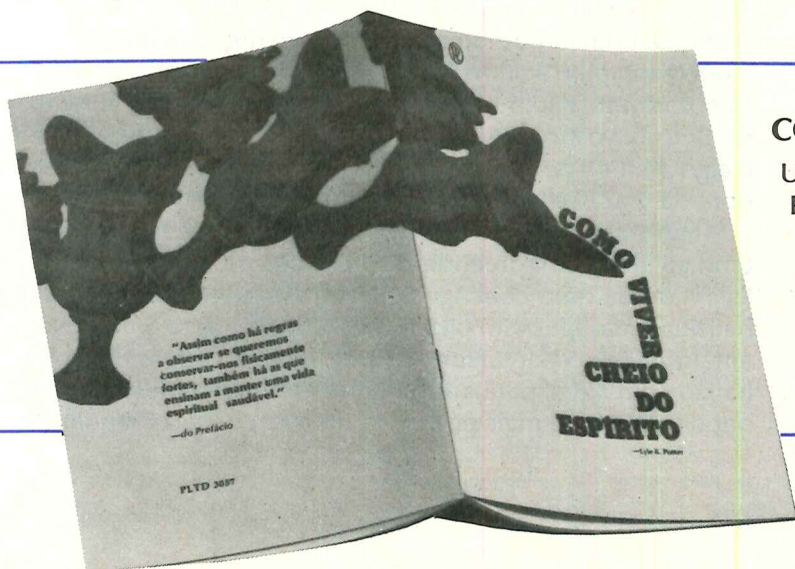 "Assim como há regras
a observar se queremos
conservar-nos fisicamente
fortes, também há as que
ensinam a manter uma vida
espiritual saudável."
—do Prefácio
PLTD 3057
COMO VIVER
CHEIO
DO
ESPÍRITO
—Lyle K. Potter